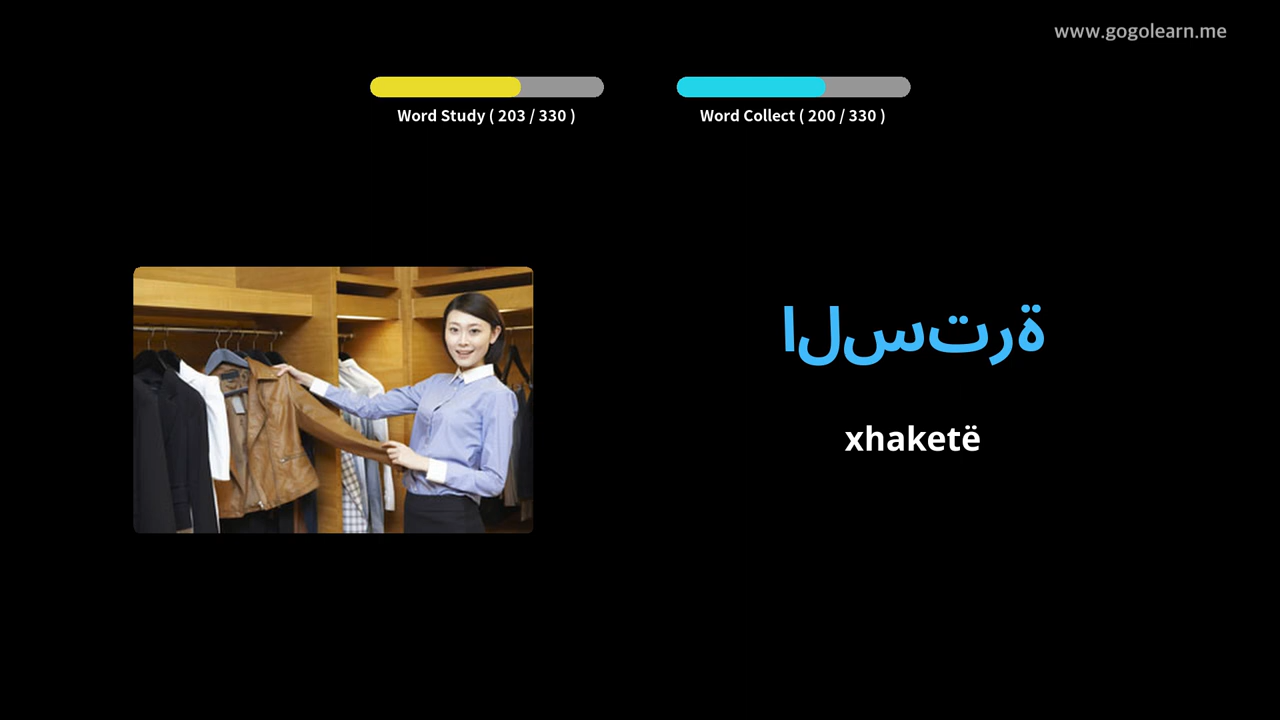 www.gogolearn.me
Word Study ( 203 / 330 )
Word Collect ( 200 / 330 )
السترة
xhaketë